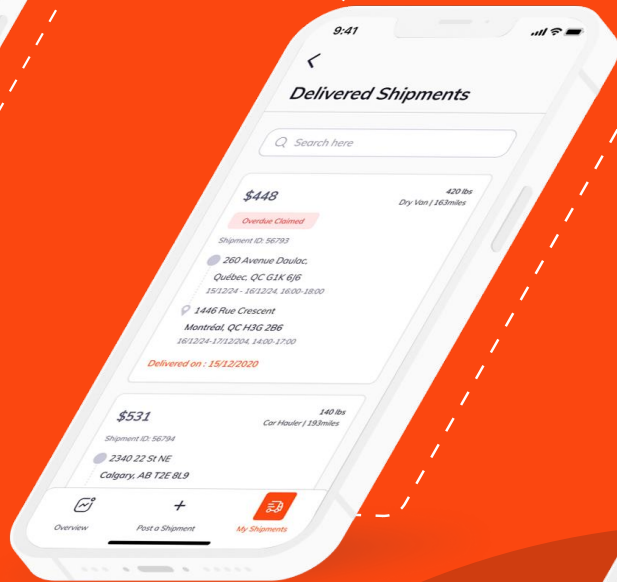 9:41
Delivered Shipments
Search here
$448
420 lbs
Overdue Claimed
Dry Van | 163miles
Shipment ID: 56793
260 Avenue Daulac,
Québec, QC G1K 6J6
15/12/24 - 16/12/24, 16:00-18:00
1446 Rue Crescent
Montréal, QC H3G 2B6
16/12/24-17/12/204, 14:00-17:00
Delivered on : 15/12/2020
$531
140 lbs
Car Hauler | 193miles
Shipment ID: 56794
2340 22 St NE
Calgary, AB T2E 8L9
Overview
Post a Shipment
My Shipments